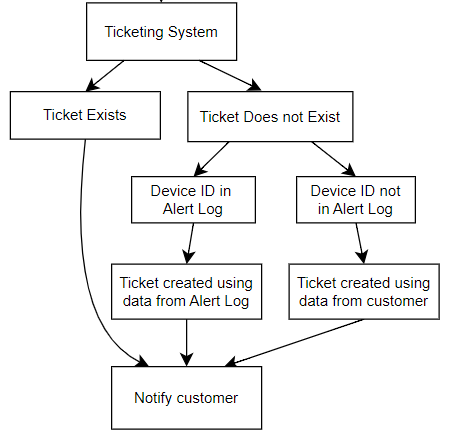 Ticketing System
Ticket Exists
Ticket Does not Exist
Device ID in
Alert Log
Device ID not
in Alert Log
Ticket created using
data from Alert Log
Ticket created using
data from customer
Notify customer